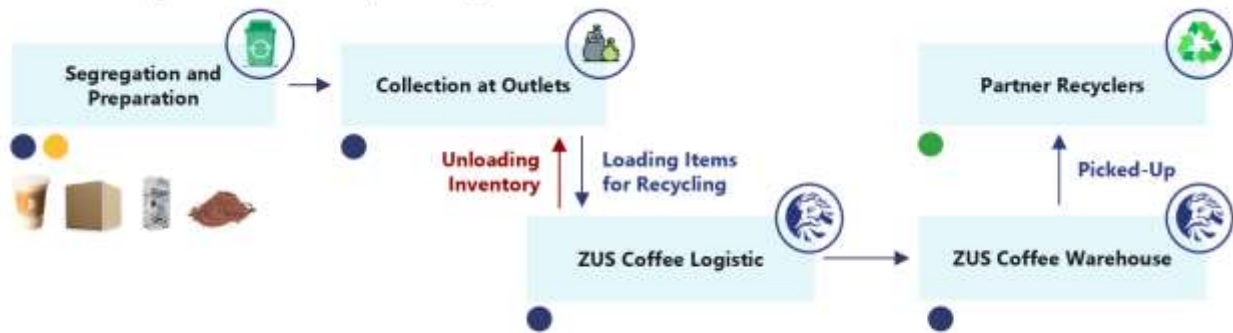 Segregation and
Preparation
Collection at Outlets
Partner Recyclers
Unloading
Inventory
Loading Items
for Recycling
Picked-Up
ZUS Coffee Logistic
ZUS Coffee Warehouse